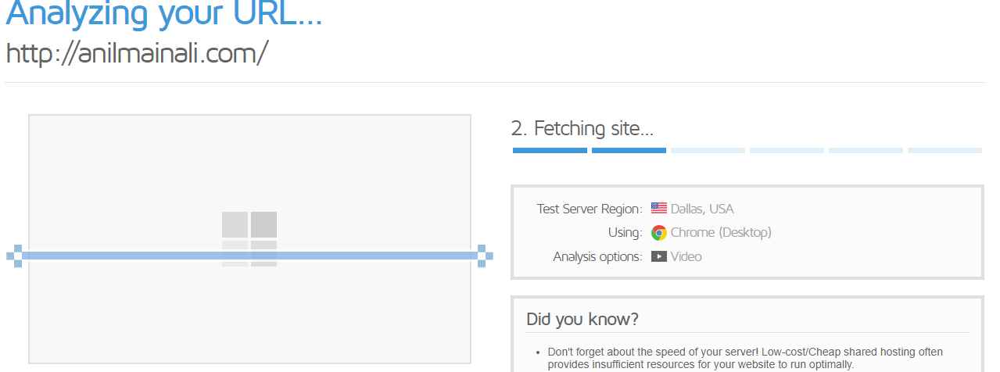 Analyzing your URL...
http://anilmainali.com/
2. Fetching site...
Test Server Region: Dallas, USA
Using: Chrome (Desktop)
Analysis options: Video
Did you know?
• Don't forget about the speed of your server! Low-cost/Cheap shared hosting often
provides insufficient resources for your website to run optimally.